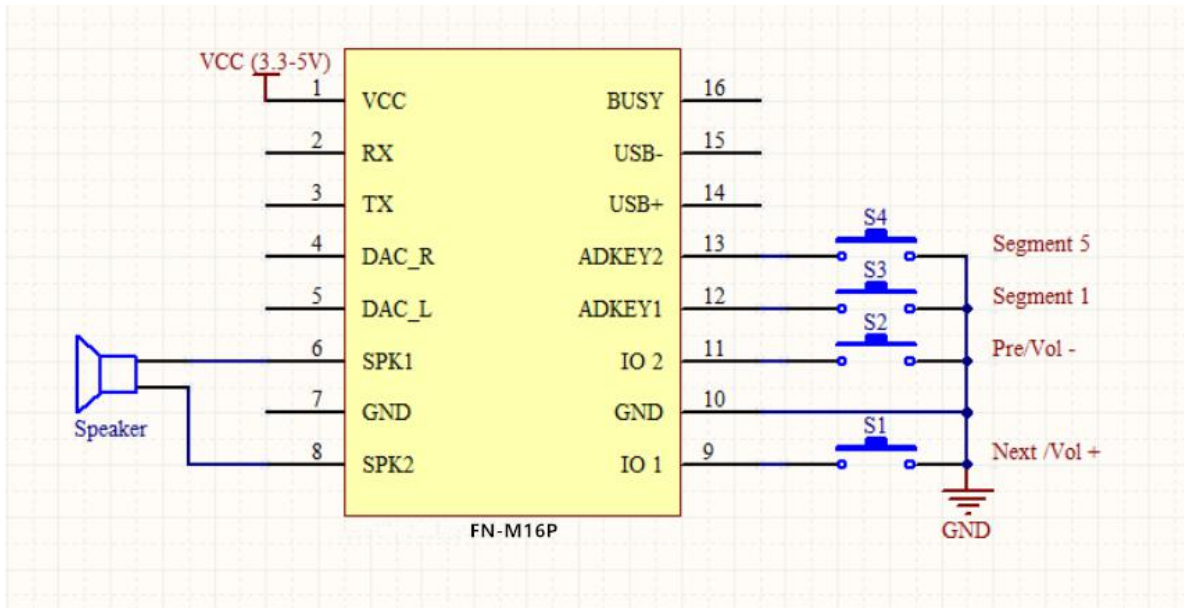 VCC (3.3-5V)
1 VCC BUSY 16
2 RX USB- 15
3 TX USB+ 14
S4
4 DAC_R ADKEY2 13 Segment 5
S3
5 DAC_L ADKEY1 12 Segment 1
S2
6 SPK1 IO 2 11 Pre/Vol -
7 GND GND 10
Speaker
S1
8 SPK2 IO 1 9 Next /Vol +
FN-M16P
GND